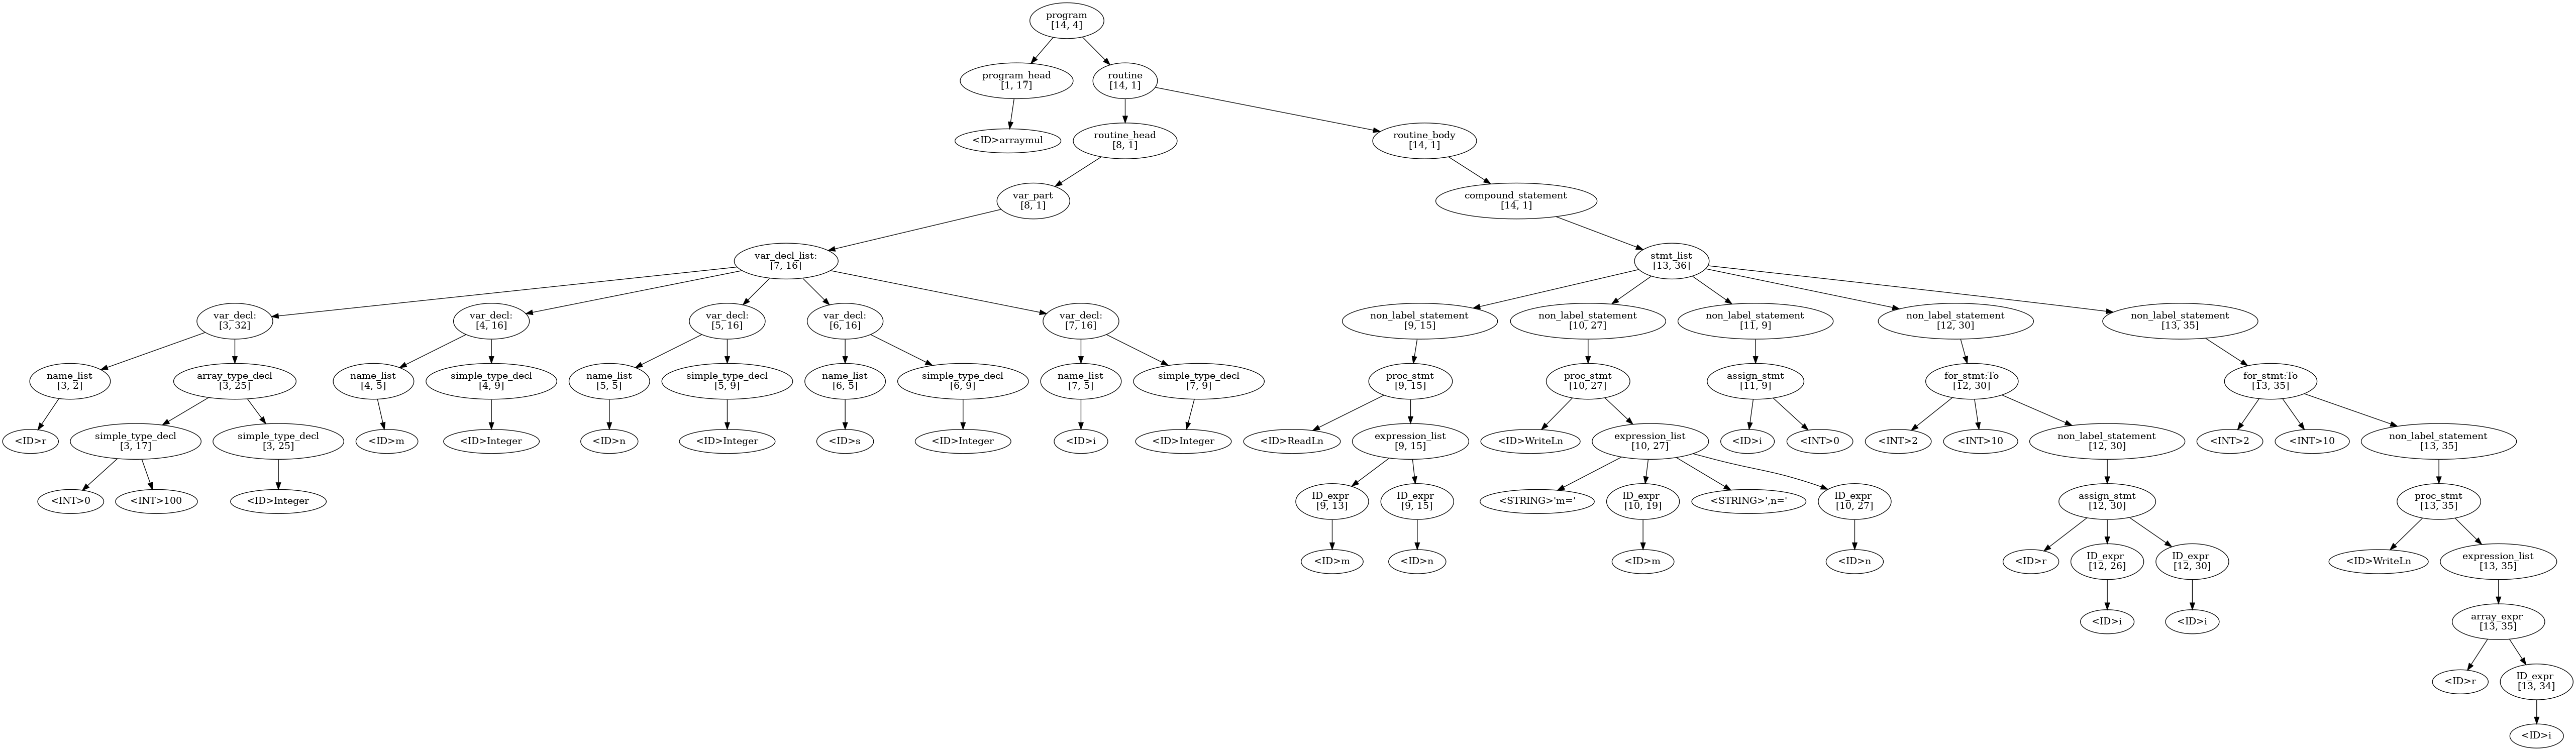 program
[14, 4]
program_head
[1, 17]
routine
[14, 1]
<ID>arraymul
routine_head
[8, 1]
routine_body
[14, 1]
var_part
[8, 1]
compound_statement
[14, 1]
var_decl_list:
[7, 16]
stmt_list
[13, 36]
var_decl:
[3, 32]
var_decl:
[4, 16]
var_decl:
[5, 16]
var_decl:
[6, 16]
var_decl:
[7, 16]
non_label_statement
[9, 15]
non_label_statement
[10, 27]
non_label_statement
[11, 9]
non_label_statement
[12, 30]
non_label_statement
[13, 35]
name_list
[3, 2]
array_type_decl
[3, 25]
name_list
[4, 5]
simple_type_decl
[4, 9]
name_list
[5, 5]
simple_type_decl
[5, 9]
name_list
[6, 5]
simple_type_decl
[6, 9]
name_list
[7, 5]
simple_type_decl
[7, 9]
proc_stmt
[9, 15]
proc_stmt
[10, 27]
assign_stmt
[11, 9]
for_stmt:To
[12, 30]
for_stmt:To
[13, 35]
<ID>r
simple_type_decl
[3, 17]
simple_type_decl
[3, 25]
<ID>m
<ID>Integer
<ID>n
<ID>Integer
<ID>s
<ID>Integer
<ID>i
<ID>Integer
<ID>ReadLn
expression_list
[9, 15]
<ID>WriteLn
expression_list
[10, 27]
<ID>i
<INT>0
<INT>2
<INT>10
non_label_statement
[12, 30]
<INT>2
<INT>10
non_label_statement
[13, 35]
<INT>0
<INT>100
<ID>Integer
ID_expr
[9, 13]
ID_expr
[9, 15]
<STRING>'m='
ID_expr
[10, 19]
<STRING>',n='
ID_expr
[10, 27]
assign_stmt
[12, 30]
proc_stmt
[13, 35]
<ID>m
<ID>n
<ID>m
<ID>n
<ID>r
ID_expr
[12, 26]
ID_expr
[12, 30]
<ID>WriteLn
expression_list
[13, 35]
<ID>i
<ID>i
array_expr
[13, 35]
<ID>r
ID_expr
[13, 34]
<ID>i